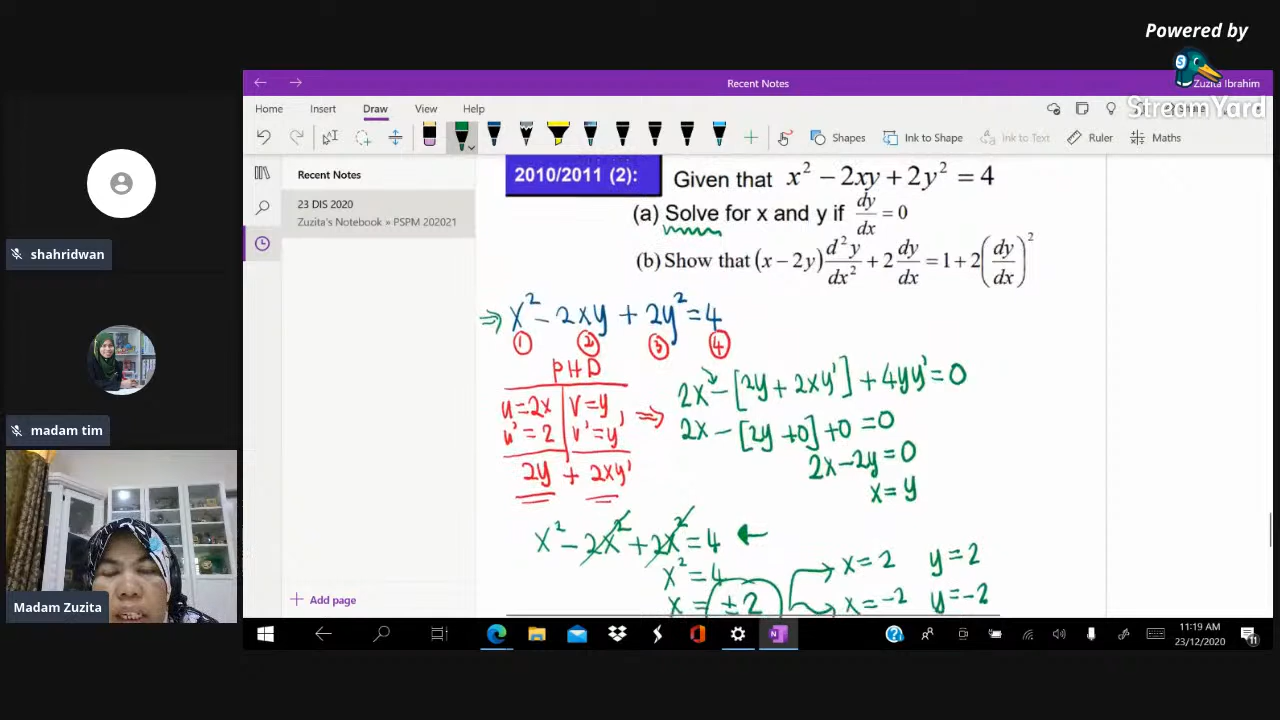 Powered by
StreamYard
shahridwan
madam tim
Madam Zuzita
Recent Notes
Zuzita Ibrahim
Home Insert Draw View Help
Shapes Ink to Shape Ink to Text Ruler Maths
Recent Notes
23 DIS 2020
Zuzita's Notebook » PSPM 202021
Add page
2010/2011 (2): Given that x² − 2xy + 2y² = 4
(a) Solve for x and y if dy/dx = 0
(b) Show that (x − 2y) d²y/dx² + 2 dy/dx = 1 + 2(dy/dx)²
⇒ x² − 2xy + 2y² = 4
① ② ③ ④
PHD
u = 2x v = y
u' = 2 v' = y'
2y + 2xy'
⇒ 2x − [2y + 2xy'] + 4yy' = 0
2x − [2y + 0] + 0 = 0
2x − 2y = 0
x = y
x² − 2x² + 2x² = 4 ←
x² = 4
x = ±2
x = 2 y = 2
x = −2 y = −2
11:19 AM
23/12/2020
11